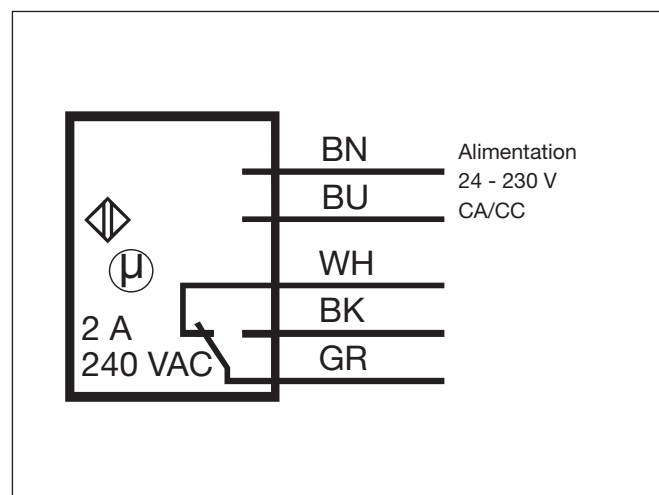 BN
BU
WH
BK
GR
Alimentation
24 - 230 V
CA/CC
µ
2 A
240 VAC